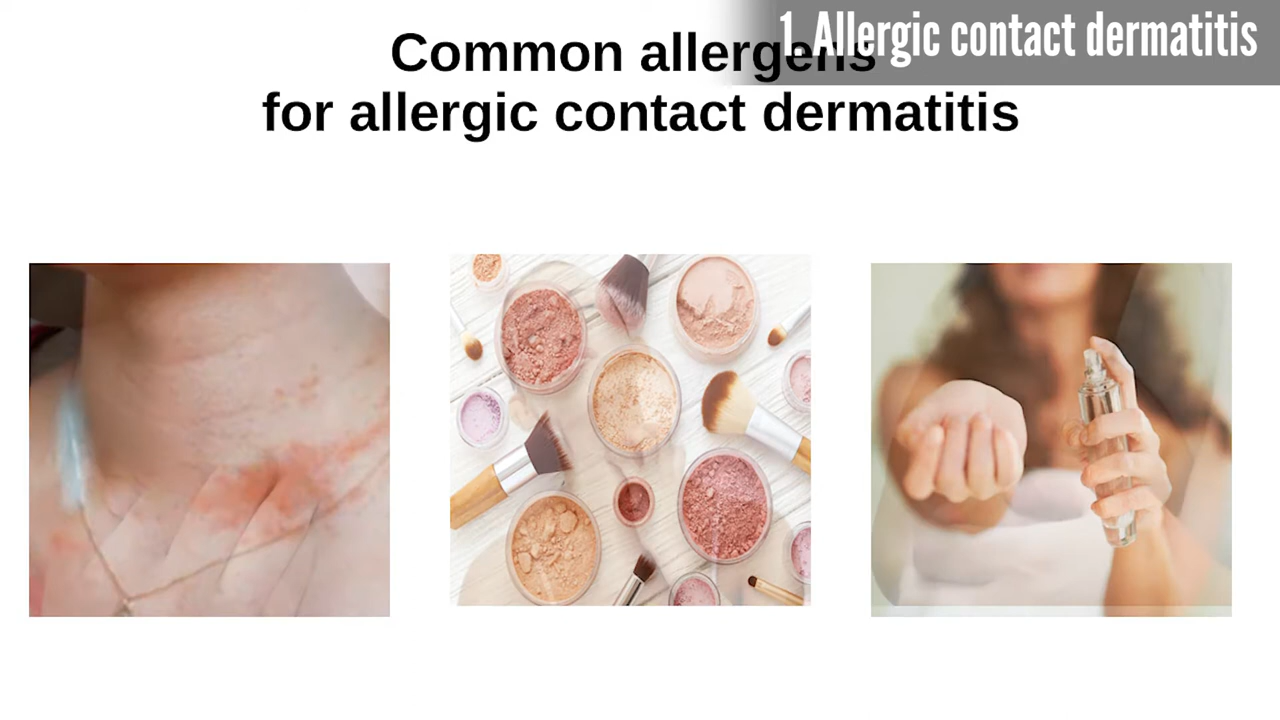 1. Allergic contact dermatitis
Common allergens
for allergic contact dermatitis